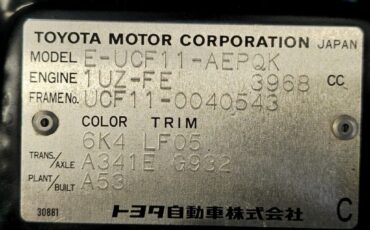 TOYOTA MOTOR CORPORATION JAPAN
MODEL E-UCF11-AEPQK
ENGINE 1UZ-FE 3968 CC
FRAME No. UCF11-0040543
COLOR TRIM
6K4 LF05
TRANS./AXLE A341E G932
PLANT/BUILT A53
30881 トヨタ自動車株式会社 C